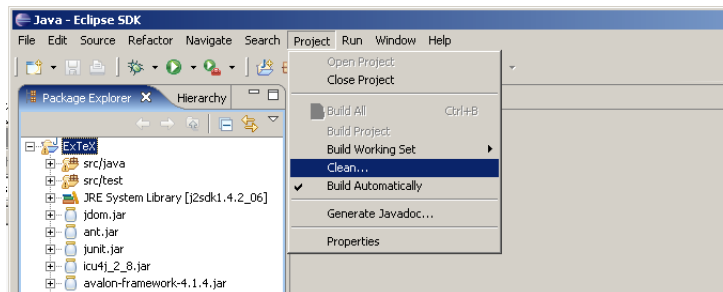 Java - Eclipse SDK
File Edit Source Refactor Navigate Search Project Run Window Help
Package Explorer Hierarchy
ExTeX
src/java
src/test
JRE System Library [j2sdk1.4.2_06]
jdom.jar
ant.jar
junit.jar
icu4j_2_8.jar
avalon-framework-4.1.4.jar
Open Project
Close Project
Build All Ctrl+B
Build Project
Build Working Set
Clean...
Build Automatically
Generate Javadoc...
Properties